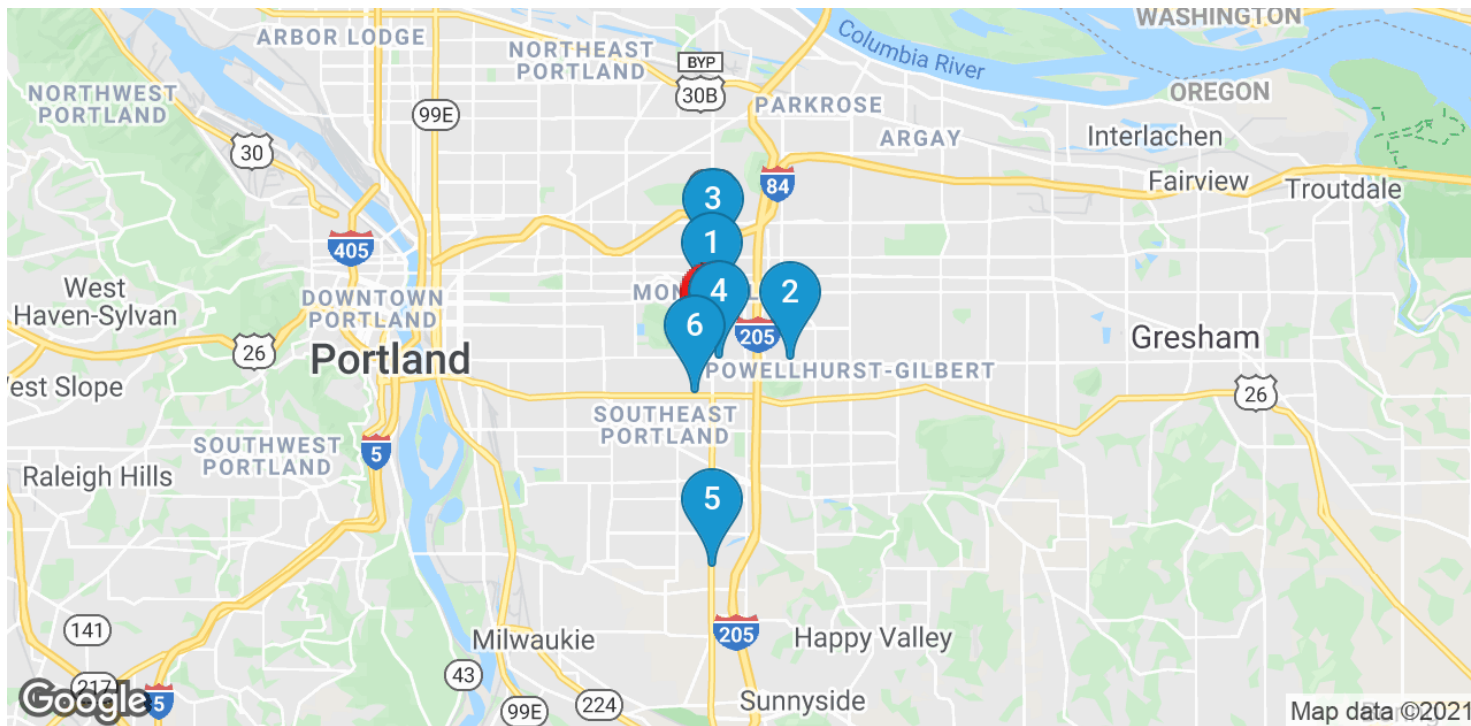 WASHINGTON
ARBOR LODGE
NORTHEAST
PORTLAND
BYP
30B
Columbia River
OREGON
NORTHWEST
PORTLAND
99E
PARKROSE
ARGAY
Interlachen
30
84
Fairview
Troutdale
3
405
1
West
Haven-Sylvan
DOWNTOWN
PORTLAND
4
2
6
205
Gresham
26
Portland
POWELLHURST-GILBERT
est Slope
26
SOUTHEAST
PORTLAND
SOUTHWEST
PORTLAND
5
Raleigh Hills
5
141
Milwaukie
205
Happy Valley
43
217
Google
5
99E
224
Sunnyside
Map data ©2021